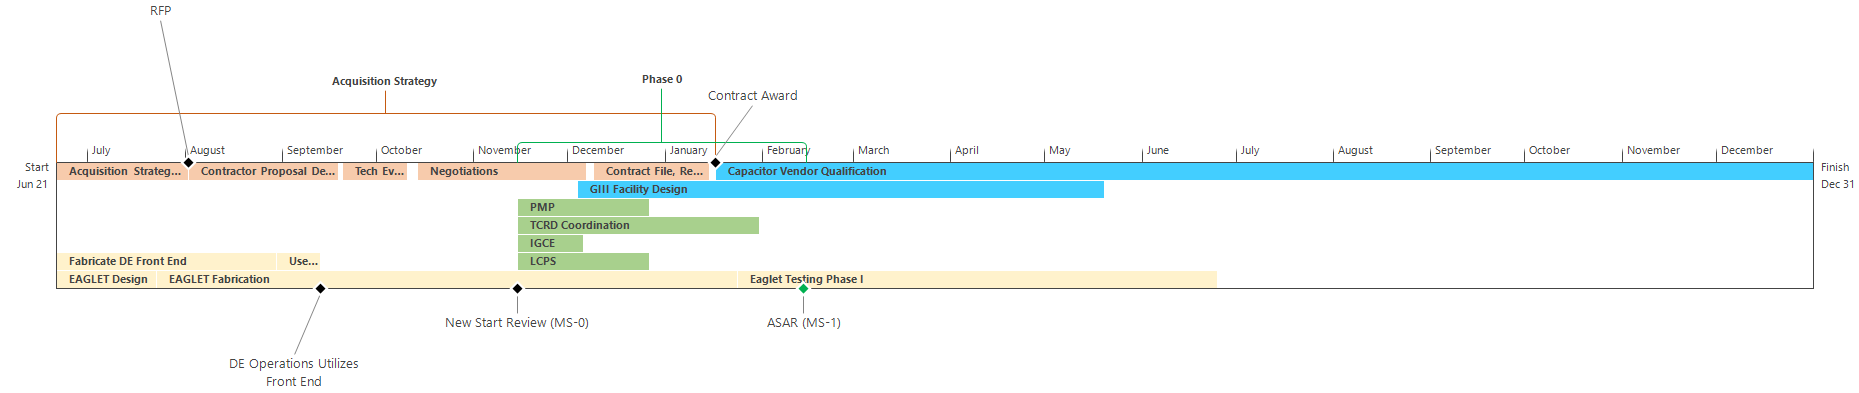 RFP
Acquisition Strategy
Phase 0
Contract Award
July August September October November December January February March April May June July August September October November December
Start
Jun 21
Finish
Dec 31
Acquisition Strateg... Contractor Proposal De... Tech Ev... Negotiations Contract File, Re... Capacitor Vendor Qualification
GIII Facility Design
PMP
TCRD Coordination
IGCE
Fabricate DE Front End Use... LCPS
EAGLET Design EAGLET Fabrication Eaglet Testing Phase I
New Start Review (MS-0) ASAR (MS-1)
DE Operations Utilizes
Front End